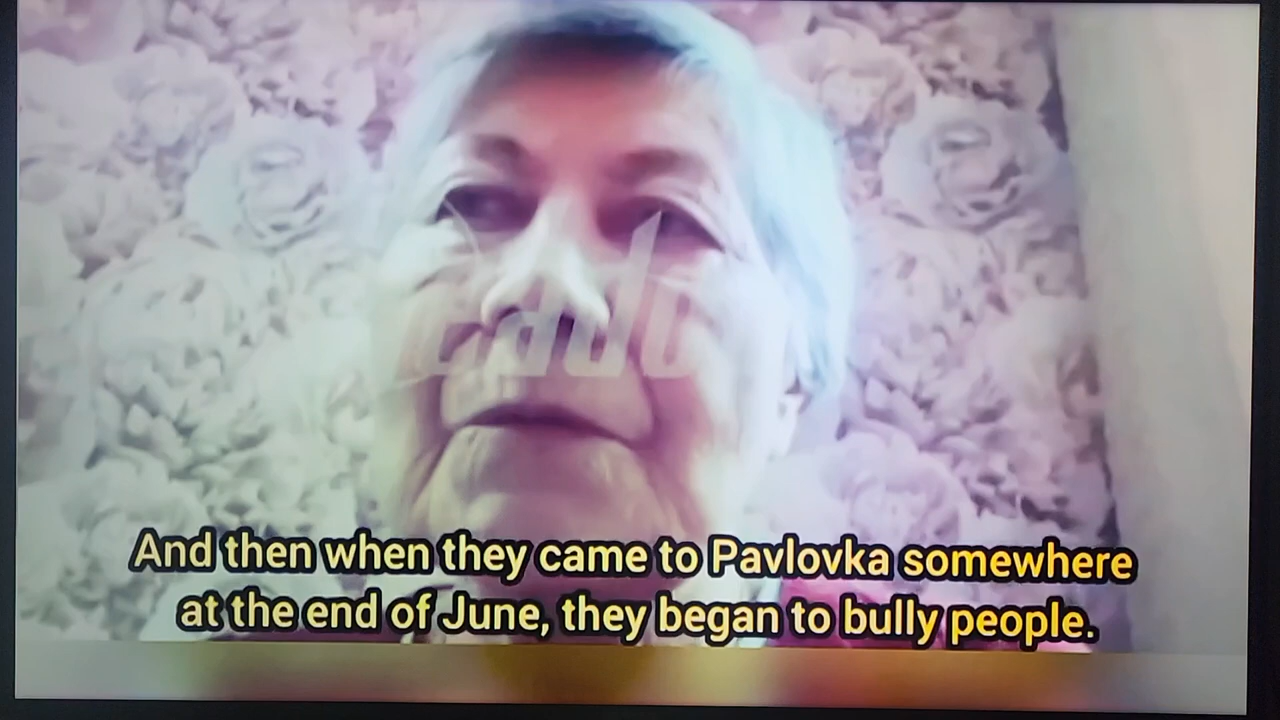 And then when they came to Pavlovka somewhere
at the end of June, they began to bully people.